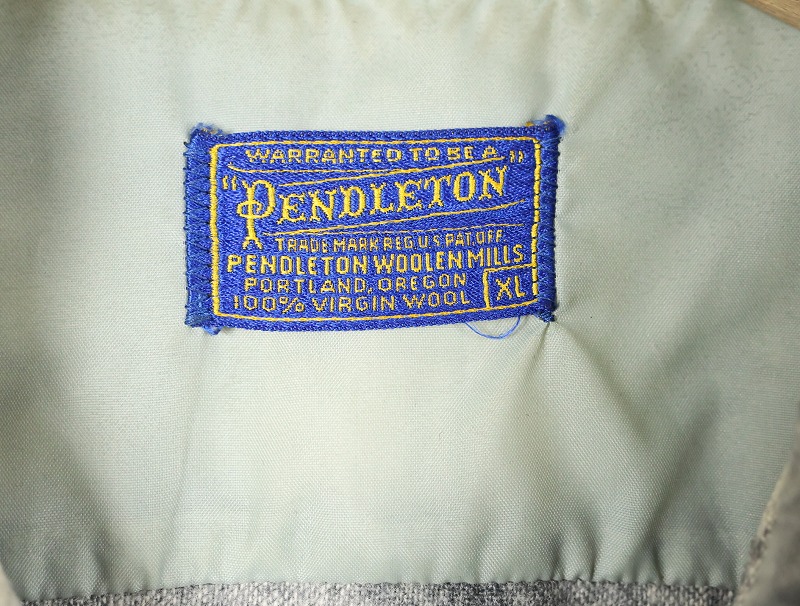 WARRANTED TO BE A
"PENDLETON"
TRADE MARK REG U.S PAT. OFF
PENDLETON WOOLEN MILLS
PORTLAND, OREGON
100% VIRGIN WOOL
XL